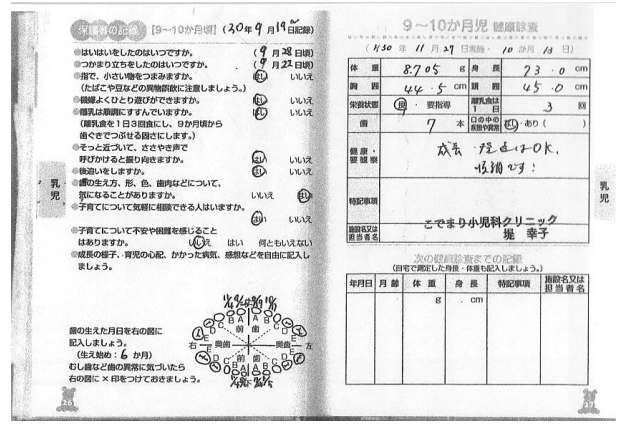 保護者の記録 【9～10か月頃】 (30年9月19日記録)
●はいはいをしたのはいつですか。 (9月28日頃)
●つかまり立ちをしたのはいつですか。 (9月22日頃)
●指で、小さい物をつまみますか。 はい いいえ
(たばこや豆などの異物誤飲に注意しましょう。)
●機嫌よくひとり遊びができますか。 はい いいえ
●離乳は順調にすすんでいますか。 はい いいえ
(離乳食を1日3回食にし、9か月から
歯ぐきでつぶせる固さにします。)
●そっと近づいて、ささやき声で
呼びかけると振り向きますか。 はい いいえ
●後追いをしますか。 はい いいえ
●歯の生え方、形、色、歯肉などについて、
気になることがありますか。 いいえ はい
●子育てについて気軽に相談できる人はいますか。
はい いいえ
●子育てについて不安や困難を感じること
はありますか。 いいえ はい 何ともいえない
●成長の様子、育児の心配、かかった病気、感想などを自由に記入し
ましょう。
歯の生えた月日を右の図に
記入しましょう。
(生え始め:6か月)
むし歯など歯の異常に気づいたら
右の図に×印をつけておきましょう。
上
E D C B A A B C D E
前歯
右 奥歯 奥歯 左
前歯
E D C B A A B C D E
下
乳児
26
9～10か月児 健康診査
(H30年11月27日実施・10か月13日)
体重 8705 g 身長 73.0 cm
胸囲 44.5 cm 頭囲 45.0 cm
栄養状態 良・要指導 離乳食は1日 3 回
歯 7 本 口の中の疾患や異常 なし・あり( )
健康・要観察 成長・発達はOK.
順調です!
特記事項
施設名又は担当者名 こでまり小児科クリニック
堤 幸子
次の健康診査までの記録
(自宅で測定した身長・体重も記入しましょう。)
年月日 月齢 体重 身長 特記事項 施設名又は担当者名
g . cm
乳児
27